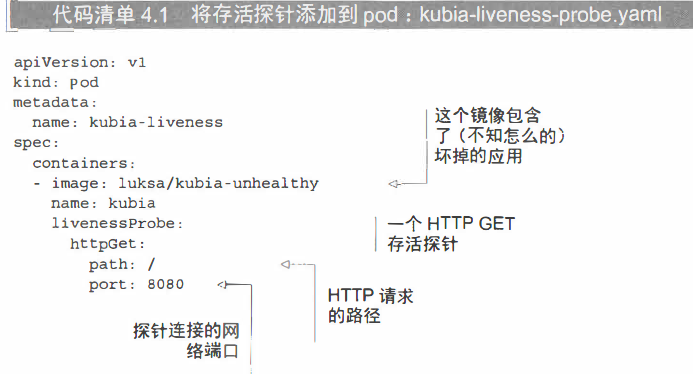 代码清单 4.1 将存活探针添加到 pod：kubia-liveness-probe.yaml
apiVersion: v1
kind: pod
metadata:
name: kubia-liveness
spec:
containers:
- image: luksa/kubia-unhealthy
name: kubia
livenessProbe:
httpGet:
path: /
port: 8080
这个镜像包含
了（不知怎么的）
坏掉的应用
一个 HTTP GET
存活探针
HTTP 请求
的路径
探针连接的网
络端口